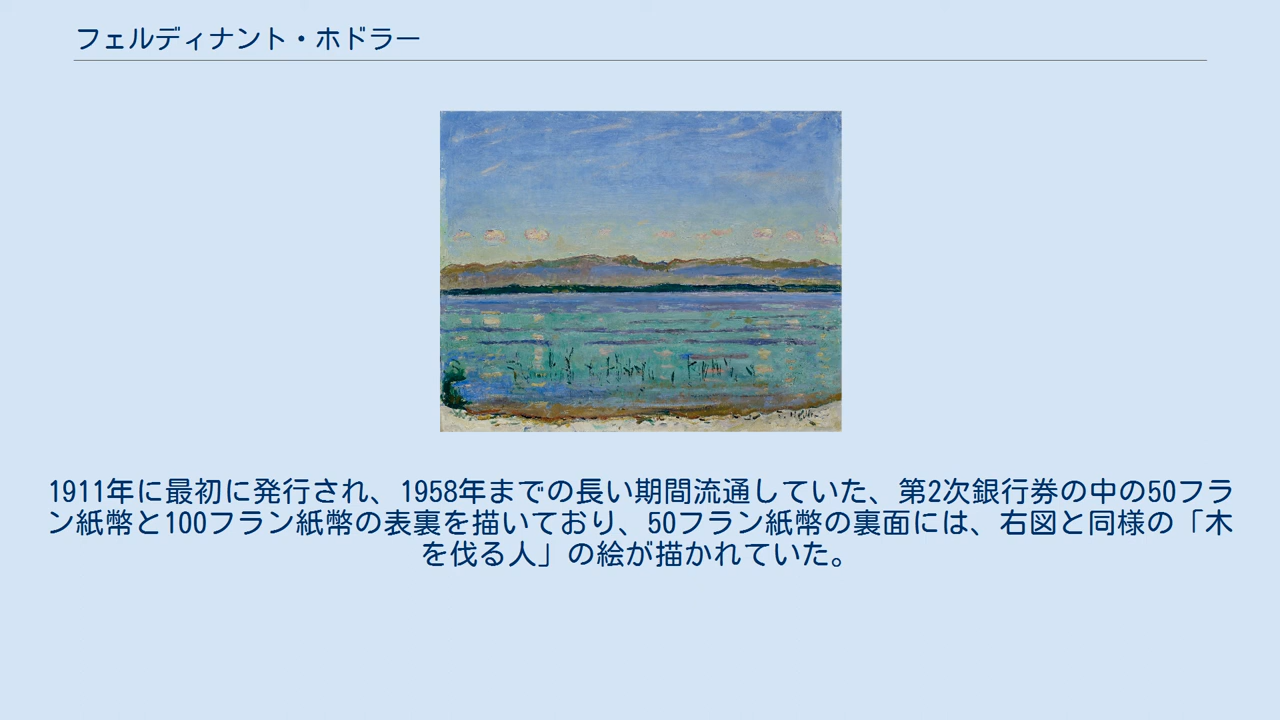 フェルディナント・ホドラー
1911年に最初に発行され、1958年までの長い期間流通していた、第2次銀行券の中の50フラ
ン紙幣と100フラン紙幣の表裏を描いており、50フラン紙幣の裏面には、右図と同様の「木
を伐る人」の絵が描かれていた。